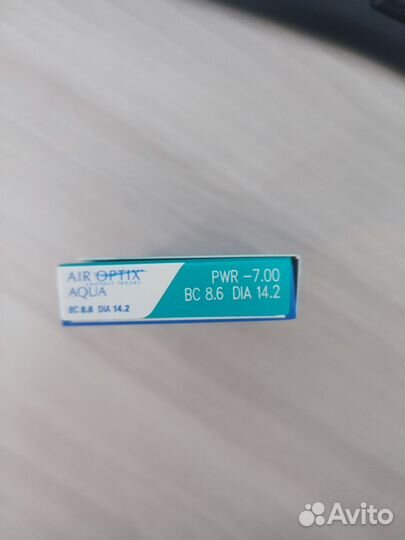 AIR OPTIX
contact lenses
AQUA
BC 8.6 DIA 14.2
PWR -7.00
BC 8.6 DIA 14.2
Avito